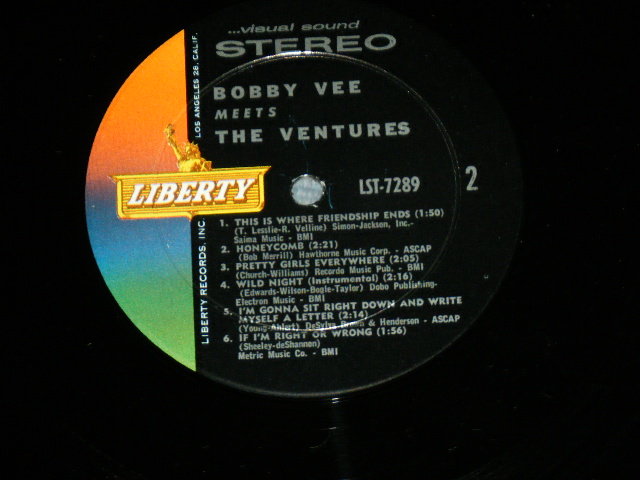 ...visual sound
STEREO
BOBBY VEE
MEETS
THE VENTURES
LIBERTY
LST-7289
2
1. THIS IS WHERE FRIENDSHIP ENDS (1:50)
(T. Lesslie-R. Velline) Simon-Jackson, Inc.-
Saima Music - BMI
2. HONEYCOMB (2:21)
(Bob Merrill) Hawthorne Music Corp. - ASCAP
3. PRETTY GIRLS EVERYWHERE (2:05)
(Church-Williams) Recordo Music Pub. - BMI
4. WILD NIGHT (Instrumental) (2:16)
(Edwards-Wilson-Bogle-Taylor) Dobo Publishing-
Electron Music - BMI
5. I'M GONNA SIT RIGHT DOWN AND WRITE
MYSELF A LETTER (2:14)
(Young-Ahlert) DeSylva Brown & Henderson - ASCAP
6. IF I'M RIGHT OR WRONG (1:56)
(Sheeley-deShannon)
Metric Music Co. - BMI
LIBERTY RECORDS, INC.
LOS ANGELES 28, CALIF.